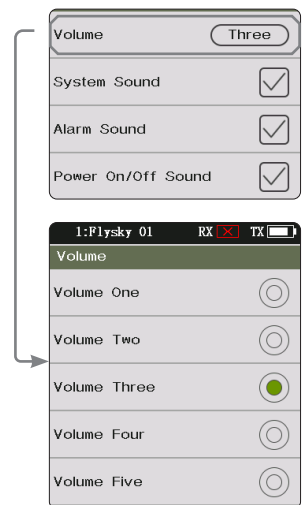 Volume Three
System Sound
Alarm Sound
Power On/Off Sound
1:Flysky 01 RX TX
Volume
Volume One
Volume Two
Volume Three
Volume Four
Volume Five